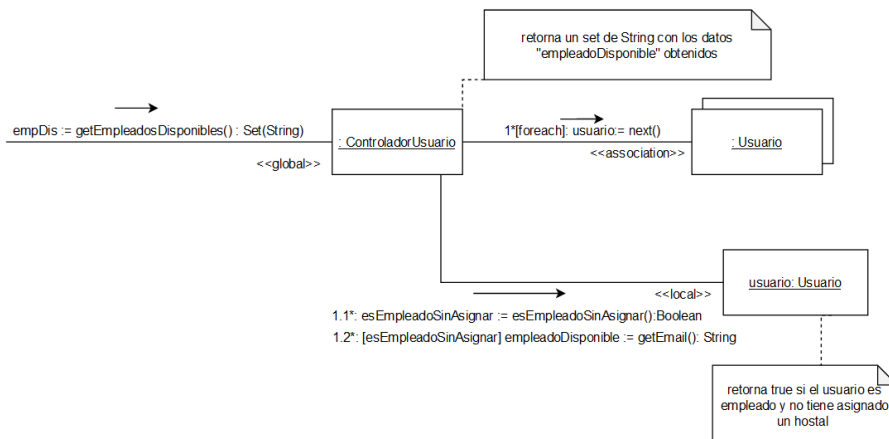 retorna un set de String con los datos
"empleadoDisponible" obtenidos
empDis := getEmpleadosDisponibles() : Set(String)
: ControladorUsuario
<<global>>
1*[foreach]: usuario:= next()
<<association>>
: Usuario
usuario: Usuario
<<local>>
1.1*: esEmpleadoSinAsignar := esEmpleadoSinAsignar():Boolean
1.2*: [esEmpleadoSinAsignar] empleadoDisponible := getEmail(): String
retorna true si el usuario es
empleado y no tiene asignado
un hostal